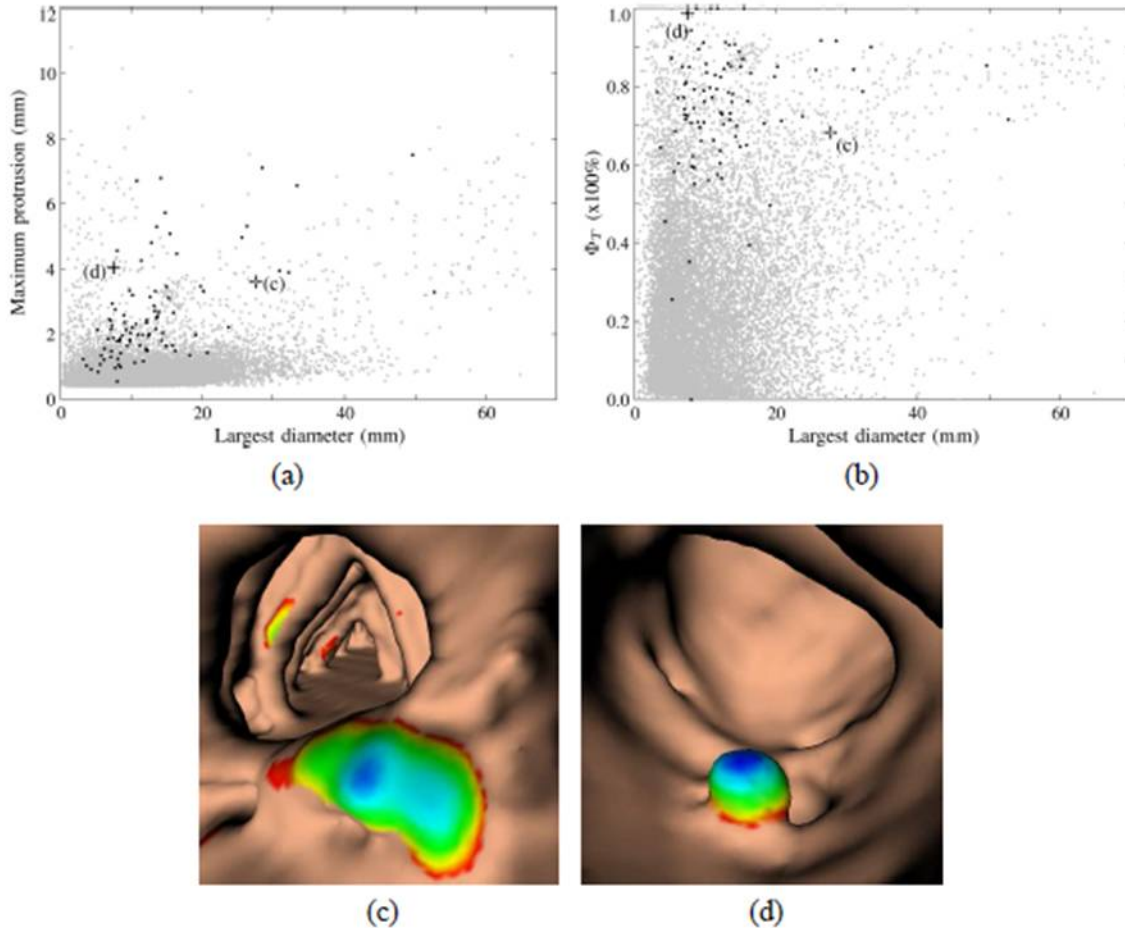 12
10
8
6
4
2
0
Maximum protrusion (mm)
(d)
(c)
0 20 40 60
Largest diameter (mm)
(a)
1.0
0.8
0.6
0.4
0.2
0.0
Φ_T (x100%)
(d)
(c)
0 20 40 60
Largest diameter (mm)
(b)
(c)
(d)